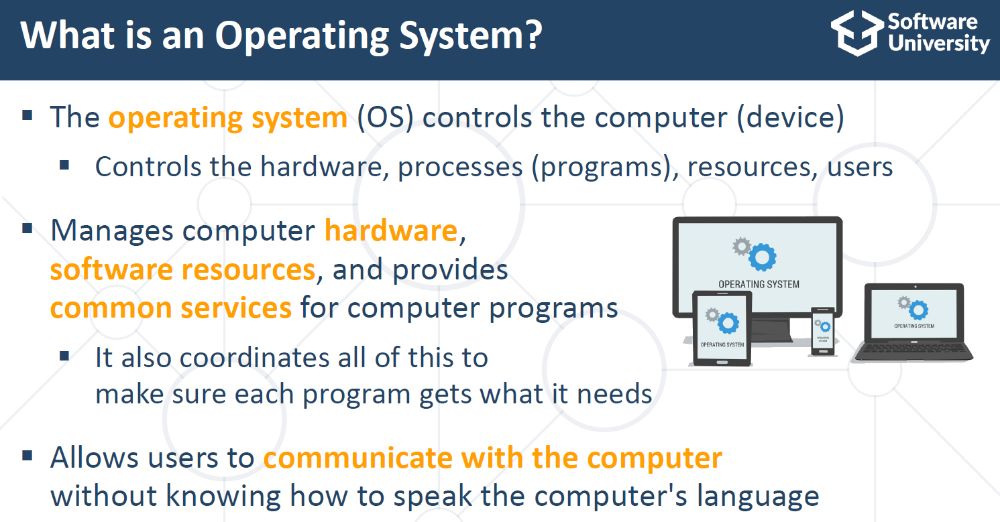 What is an Operating System?
Software
University
▪ The operating system (OS) controls the computer (device)
▪ Controls the hardware, processes (programs), resources, users
▪ Manages computer hardware,
software resources, and provides
common services for computer programs
▪ It also coordinates all of this to
make sure each program gets what it needs
OPERATING SYSTEM
OPERATING SYSTEM
OPERATING
SYSTEM
OPERATING SYSTEM
▪ Allows users to communicate with the computer
without knowing how to speak the computer's language